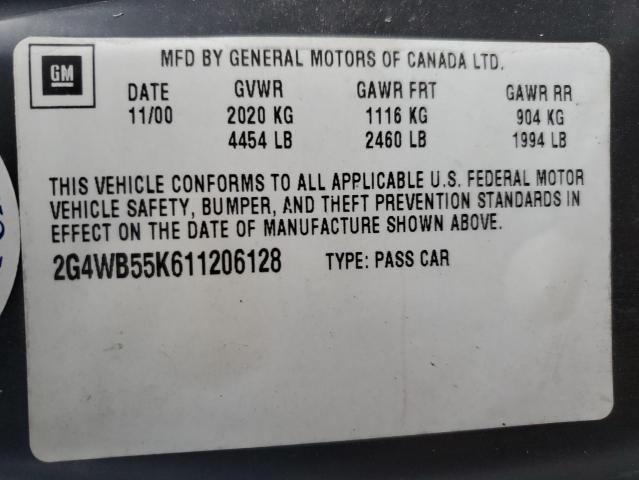 GM
MFD BY GENERAL MOTORS OF CANADA LTD.
DATE GVWR GAWR FRT GAWR RR
11/00 2020 KG 1116 KG 904 KG
4454 LB 2460 LB 1994 LB
THIS VEHICLE CONFORMS TO ALL APPLICABLE U.S. FEDERAL MOTOR
VEHICLE SAFETY, BUMPER, AND THEFT PREVENTION STANDARDS IN
EFFECT ON THE DATE OF MANUFACTURE SHOWN ABOVE.
2G4WB55K611206128 TYPE: PASS CAR